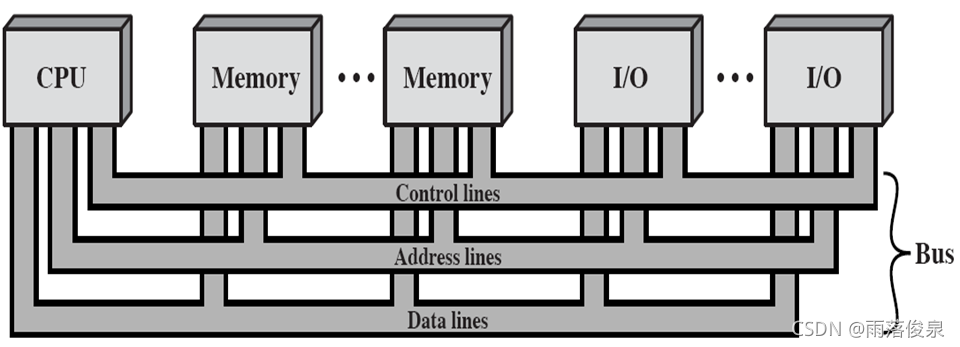 CPU
Memory
•••
Memory
I/O
•••
I/O
Control lines
Address lines
Bus
Data lines
CSDN @雨落俊泉